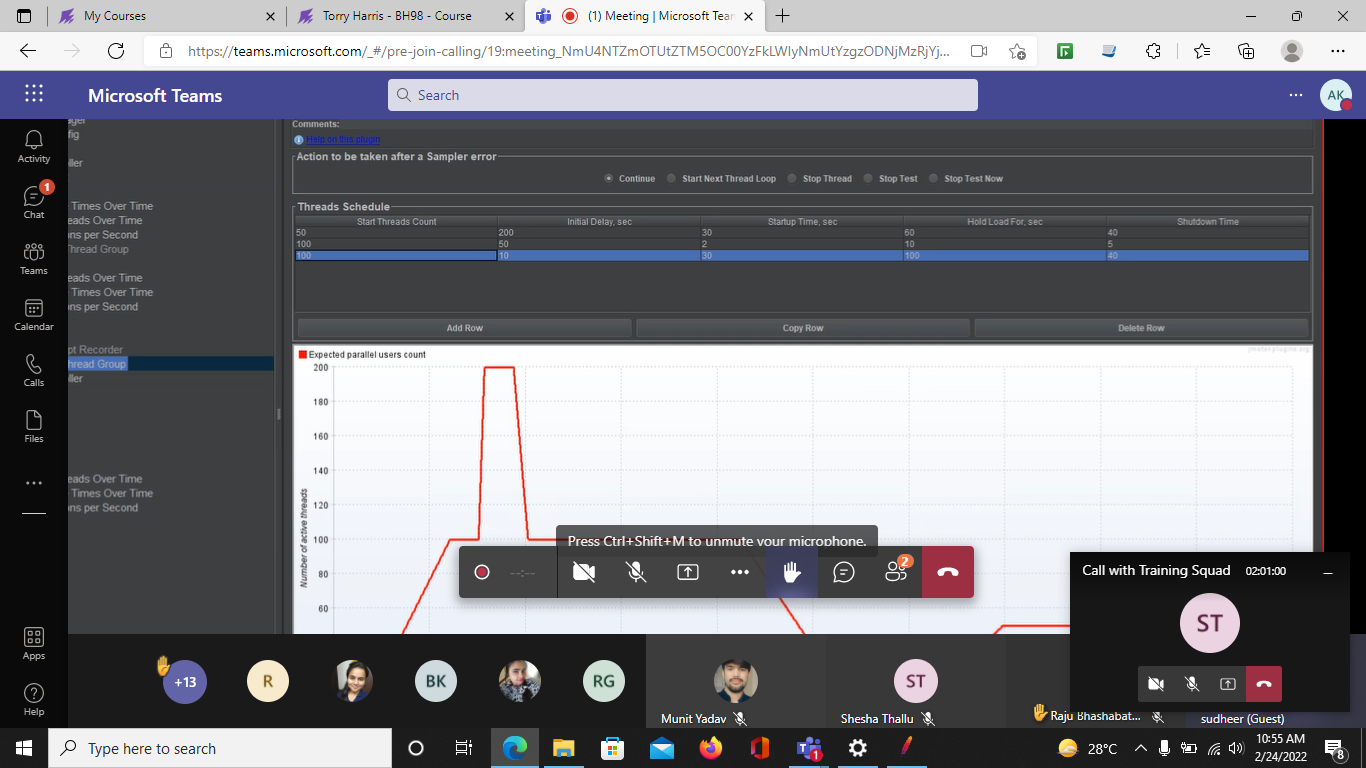 My Courses
Torry Harris - BH98 - Course
(1) Meeting | Microsoft Tear
https://teams.microsoft.com/_#/pre-join-calling/19:meeting_NmU4NTZmOTUtZTM5OC00YzFkLWIyNmUtYzgzODNjMzRjYj...
Microsoft Teams
Search
AK
Activity
Chat
1
Teams
Calendar
Calls
Files
Apps
Help
ager
fig
ller
Times Over Time
eads Over Time
ons per Second
Thread Group
eads Over Time
Times Over Time
ons per Second
pt Recorder
hread Group
ller
eads Over Time
Times Over Time
ons per Second
Comments:
Help on this plugin
Action to be taken after a Sampler error
Continue Start Next Thread Loop Stop Thread Stop Test Stop Test Now
Threads Schedule
Start Threads Count Initial Delay, sec Startup Time, sec Hold Load For, sec Shutdown Time
50 200 30 60 40
100 50 2 10 5
100 10 30 100 40
Add Row Copy Row Delete Row
Expected parallel users count
jmeter-plugins.org
200
180
160
140
120
100
80
60
Number of active threads
Press Ctrl+Shift+M to unmute your microphone.
--:--
2
Call with Training Squad 02:01:00
ST
+13
R
BK
RG
Munit Yadav
ST
Shesha Thallu
Raju Bhashabat...
sudheer (Guest)
Type here to search
1
28°C
10:55 AM
2/24/2022
8